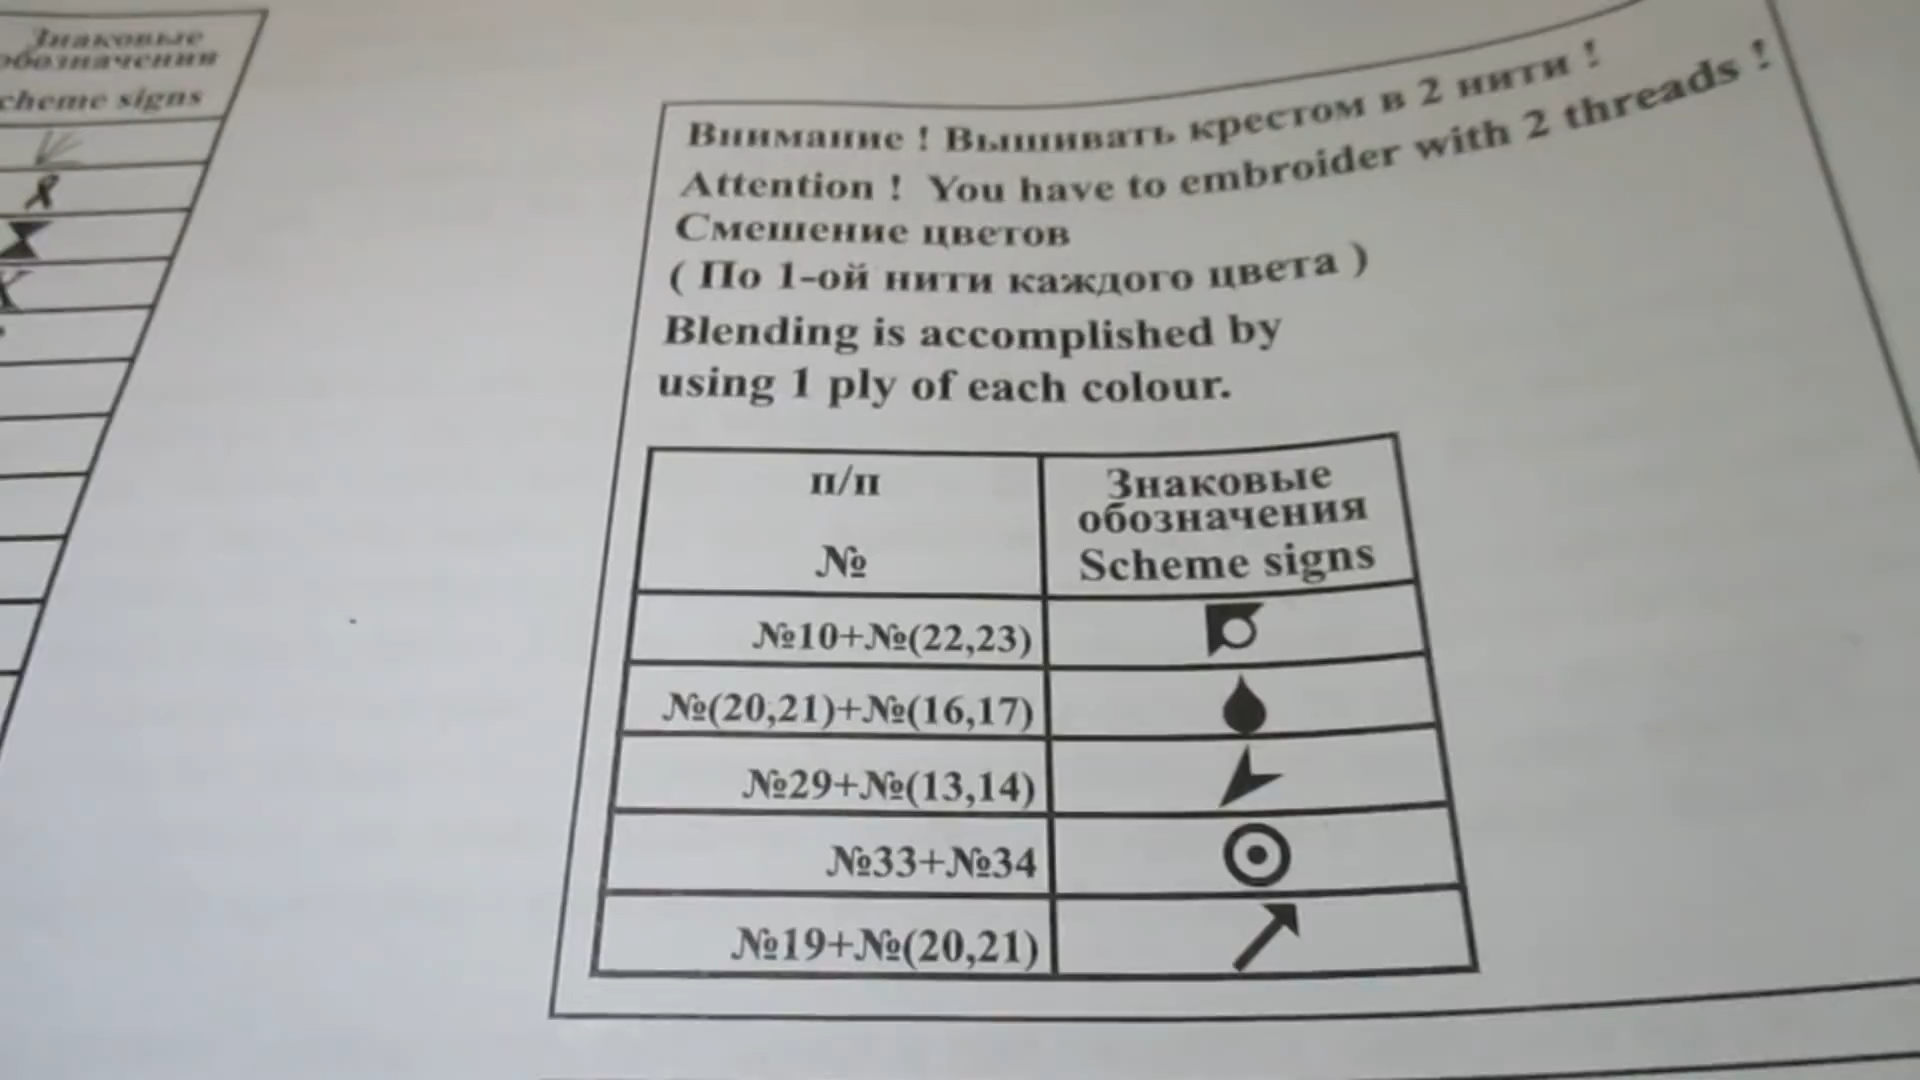 Знаковые
обозначения
cheme signs
Внимание ! Вышивать крестом в 2 нити !
Attention ! You have to embroider with 2 threads !
Смешение цветов
( По 1-ой нити каждого цвета )
Blending is accomplished by
using 1 ply of each colour.
п/п
№
Знаковые
обозначения
Scheme signs
№10+№(22,23)
№(20,21)+№(16,17)
№29+№(13,14)
№33+№34
№19+№(20,21)